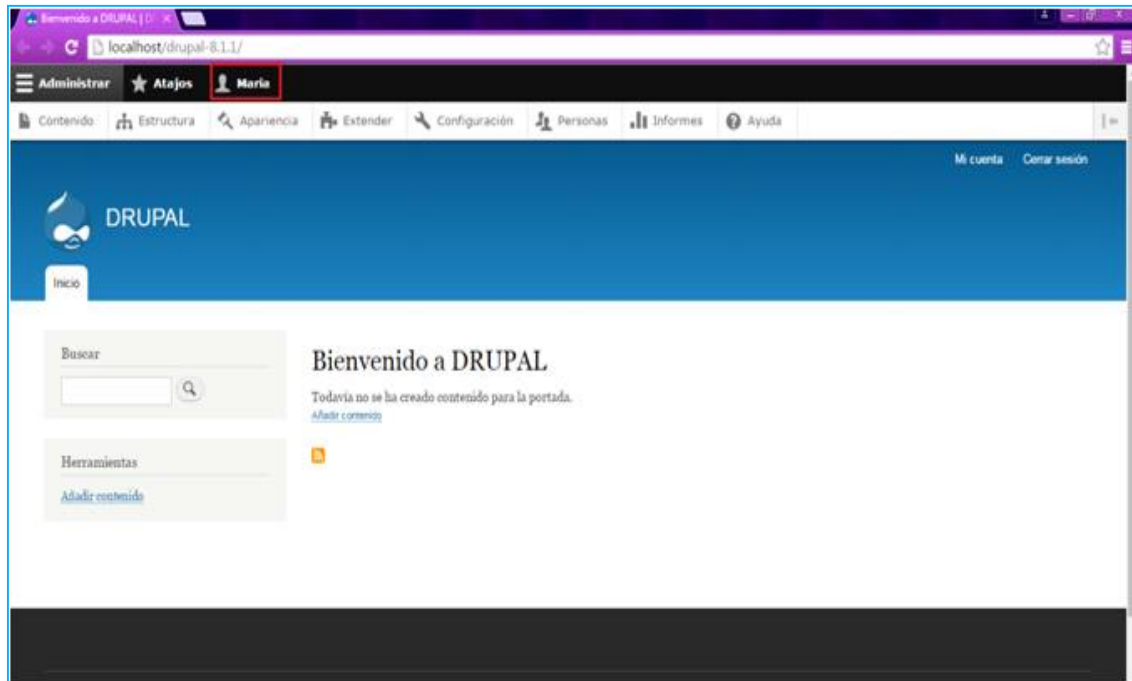 Bienvenido a DRUPAL | D
localhost/drupal-8.1.1/
Administrar Atajos Maria
Contenido Estructura Apariencia Extender Configuración Personas Informes Ayuda
Mi cuenta Cerrar sesión
DRUPAL
Inicio
Buscar
Bienvenido a DRUPAL
Todavía no se ha creado contenido para la portada.
Añadir contenido
Herramientas
Añadir contenido